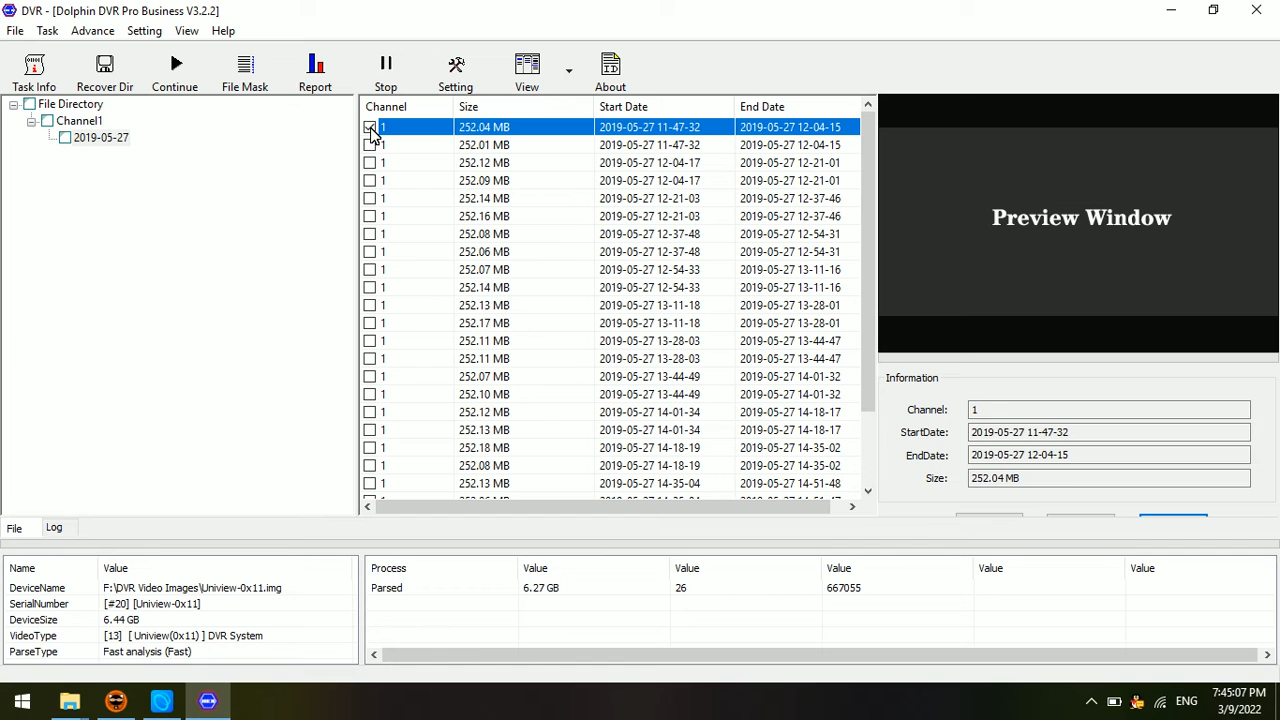 DVR - [Dolphin DVR Pro Business V3.2.2]
File Task Advance Setting View Help
Task Info Recover Dir Continue File Mask Report Stop Setting View About
File Directory
Channel1
2019-05-27
Channel Size Start Date End Date
1 252.04 MB 2019-05-27 11-47-32 2019-05-27 12-04-15
1 252.01 MB 2019-05-27 11-47-32 2019-05-27 12-04-15
1 252.12 MB 2019-05-27 12-04-17 2019-05-27 12-21-01
1 252.09 MB 2019-05-27 12-04-17 2019-05-27 12-21-01
1 252.14 MB 2019-05-27 12-21-03 2019-05-27 12-37-46
1 252.16 MB 2019-05-27 12-21-03 2019-05-27 12-37-46
1 252.08 MB 2019-05-27 12-37-48 2019-05-27 12-54-31
1 252.06 MB 2019-05-27 12-37-48 2019-05-27 12-54-31
1 252.07 MB 2019-05-27 12-54-33 2019-05-27 13-11-16
1 252.14 MB 2019-05-27 12-54-33 2019-05-27 13-11-16
1 252.13 MB 2019-05-27 13-11-18 2019-05-27 13-28-01
1 252.17 MB 2019-05-27 13-11-18 2019-05-27 13-28-01
1 252.11 MB 2019-05-27 13-28-03 2019-05-27 13-44-47
1 252.11 MB 2019-05-27 13-28-03 2019-05-27 13-44-47
1 252.07 MB 2019-05-27 13-44-49 2019-05-27 14-01-32
1 252.10 MB 2019-05-27 13-44-49 2019-05-27 14-01-32
1 252.12 MB 2019-05-27 14-01-34 2019-05-27 14-18-17
1 252.13 MB 2019-05-27 14-01-34 2019-05-27 14-18-17
1 252.18 MB 2019-05-27 14-18-19 2019-05-27 14-35-02
1 252.08 MB 2019-05-27 14-18-19 2019-05-27 14-35-02
1 252.13 MB 2019-05-27 14-35-04 2019-05-27 14-51-48
Preview Window
Information
Channel: 1
StartDate: 2019-05-27 11-47-32
EndDate: 2019-05-27 12-04-15
Size: 252.04 MB
File Log
Name Value
DeviceName F:\DVR Video Images\Uniview-0x11.img
SerialNumber [#20] [Uniview-0x11]
DeviceSize 6.44 GB
VideoType [13] [ Uniview(0x11) ] DVR System
ParseType Fast analysis (Fast)
Process Value Value Value Value Value
Parsed 6.27 GB 26 667055
ENG
7:45:07 PM
3/9/2022